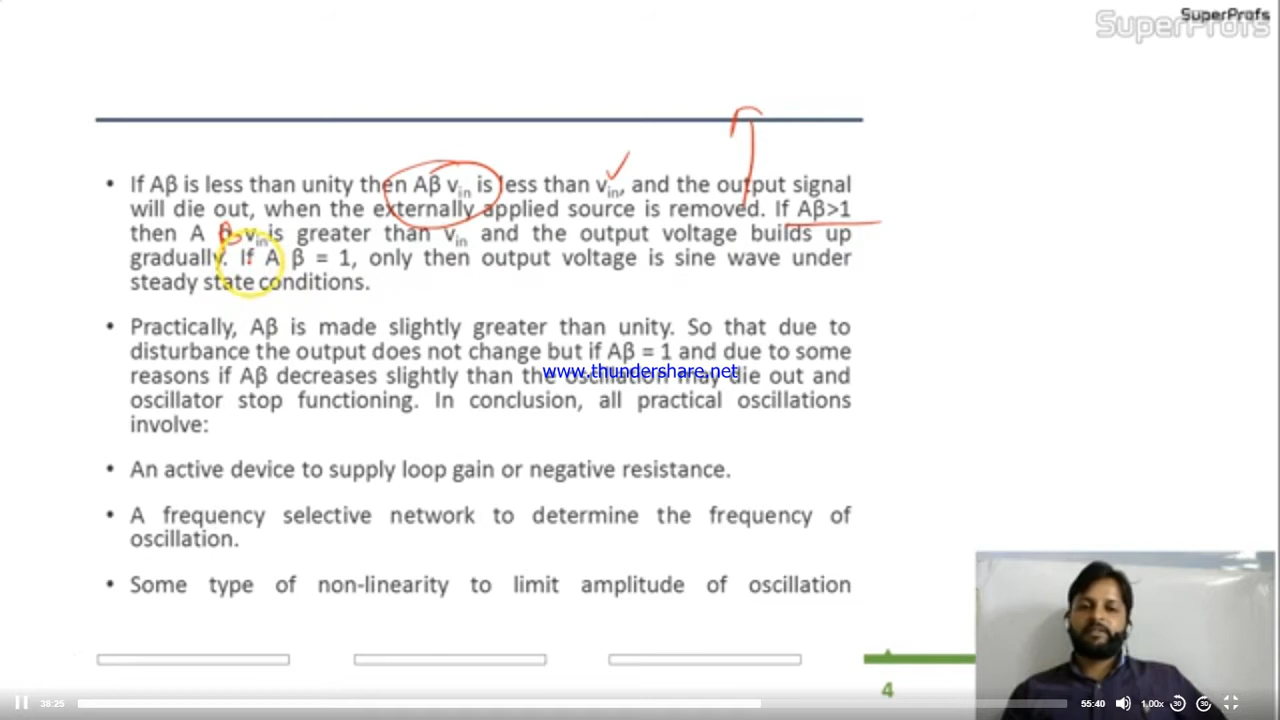 SuperProfs
SuperProfs
• If Aβ is less than unity then Aβ vin is less than vin, and the output signal
will die out, when the externally applied source is removed. If Aβ>1
then A β vin is greater than vin and the output voltage builds up
gradually. If A β = 1, only then output voltage is sine wave under
steady state conditions.
• Practically, Aβ is made slightly greater than unity. So that due to
disturbance the output does not change but if Aβ = 1 and due to some
reasons if Aβ decreases slightly than the oscillation may die out and
www.thundershare.net
oscillator stop functioning. In conclusion, all practical oscillations
involve:
• An active device to supply loop gain or negative resistance.
• A frequency selective network to determine the frequency of
oscillation.
• Some type of non-linearity to limit amplitude of oscillation
4
38:25
55:40
1.00x
30
30